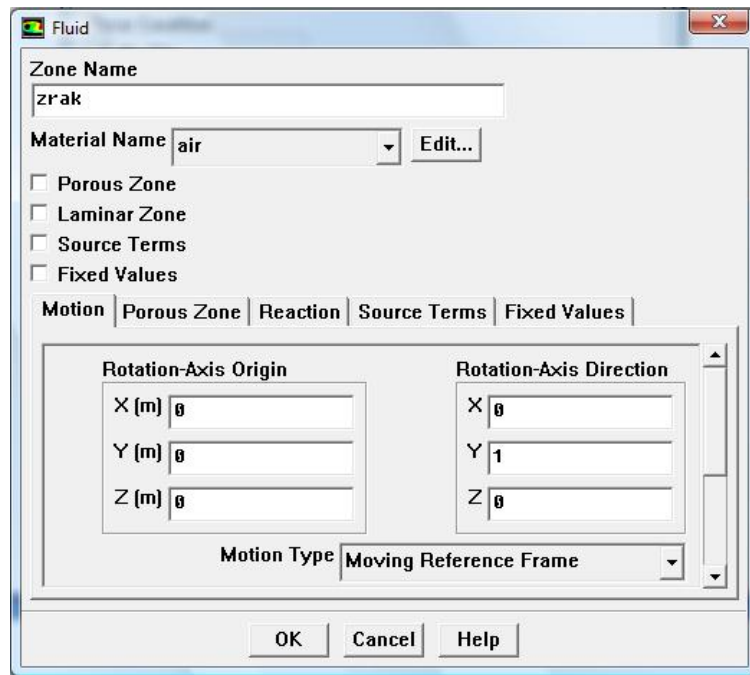 Fluid
Zone Name
zrak
Material Name air Edit...
Porous Zone
Laminar Zone
Source Terms
Fixed Values
Motion Porous Zone Reaction Source Terms Fixed Values
Rotation-Axis Origin Rotation-Axis Direction
X (m) 0 X 0
Y (m) 0 Y 1
Z (m) 0 Z 0
Motion Type Moving Reference Frame
OK Cancel Help